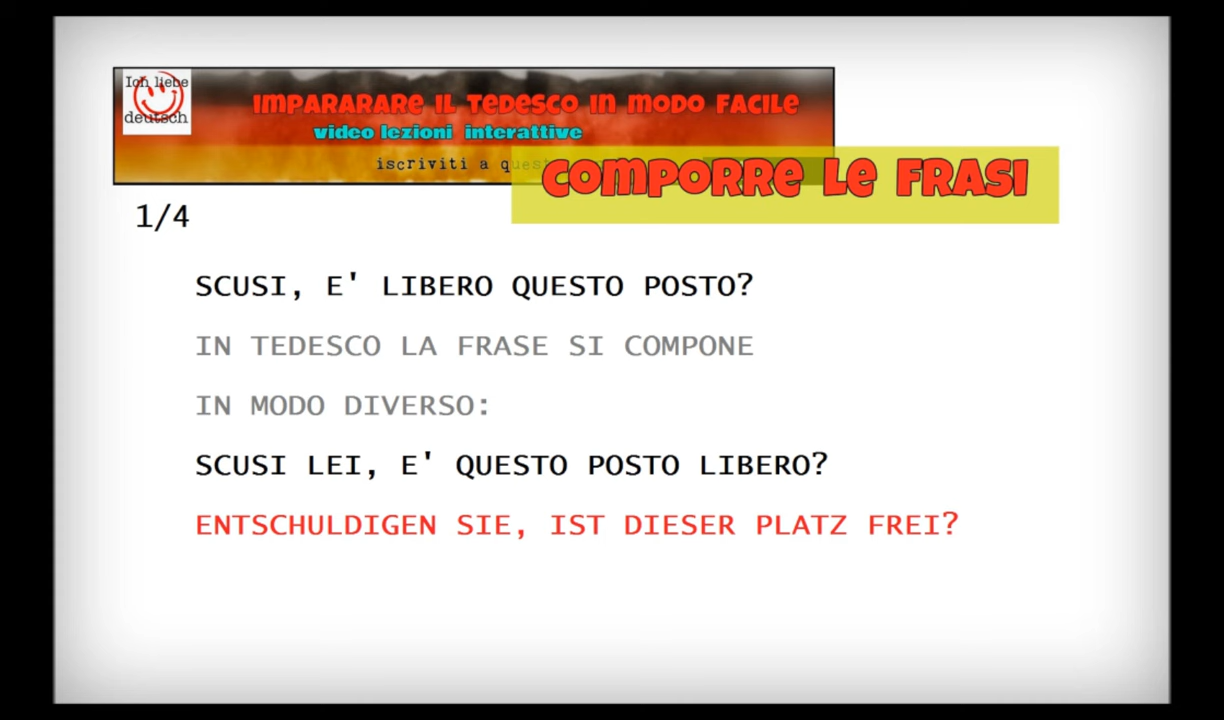 Ich liebe
deutsch
IMPARARARE IL TEDESCO IN MODO FACILE
video lezioni interattive
iscriviti a
COMPORRE LE FRASI
1/4
SCUSI, E' LIBERO QUESTO POSTO?
IN TEDESCO LA FRASE SI COMPONE
IN MODO DIVERSO:
SCUSI LEI, E' QUESTO POSTO LIBERO?
ENTSCHULDIGEN SIE, IST DIESER PLATZ FREI?